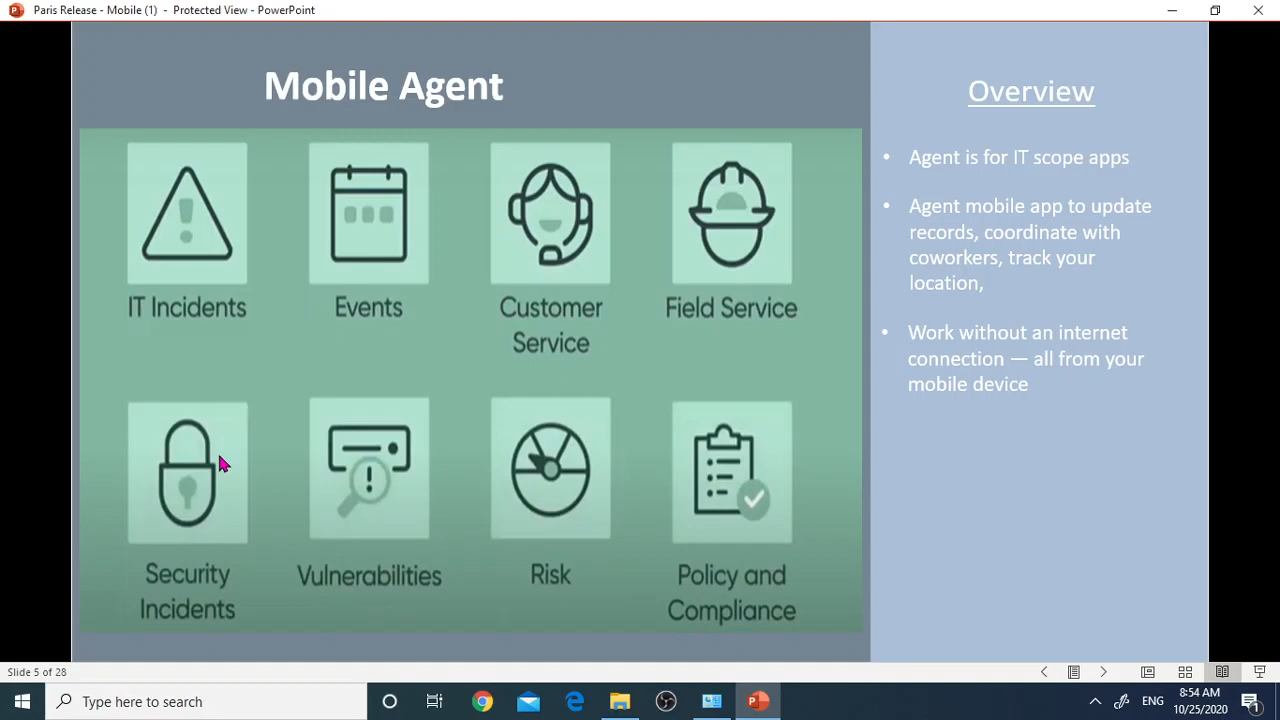 Paris Release - Mobile (1) - Protected View - PowerPoint
Mobile Agent
IT Incidents
Events
Customer
Service
Field Service
Security
Incidents
Vulnerabilities
Risk
Policy and
Compliance
Overview
• Agent is for IT scope apps
• Agent mobile app to update
records, coordinate with
coworkers, track your
location,
• Work without an internet
connection — all from your
mobile device
Slide 5 of 28
Type here to search
ENG
8:54 AM
10/25/2020
1